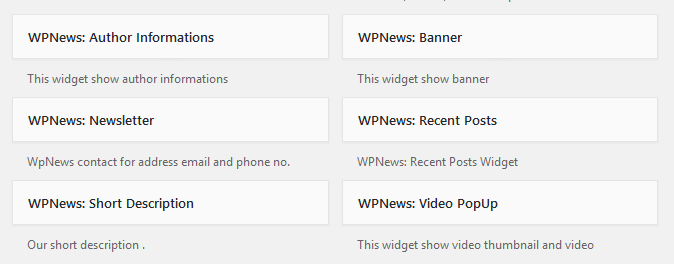 WPNews: Author Informations
WPNews: Banner
This widget show author informations
This widget show banner
WPNews: Newsletter
WPNews: Recent Posts
WpNews contact for address email and phone no.
WPNews: Recent Posts Widget
WPNews: Short Description
WPNews: Video PopUp
Our short description .
This widget show video thumbnail and video